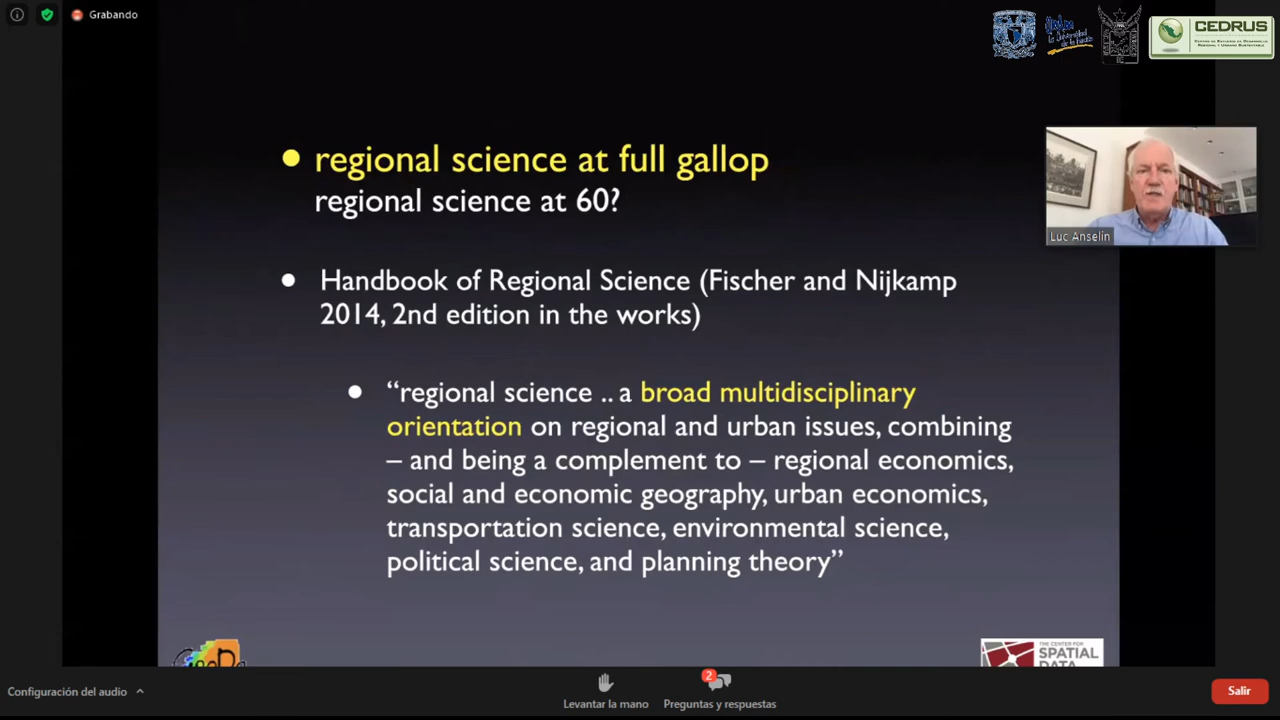 Grabando
CEDRUS
regional science at full gallop
regional science at 60?
Luc Anselin
Handbook of Regional Science (Fischer and Nijkamp
2014, 2nd edition in the works)
“regional science .. a broad multidisciplinary
orientation on regional and urban issues, combining
– and being a complement to – regional economics,
social and economic geography, urban economics,
transportation science, environmental science,
political science, and planning theory”
THE CENTER FOR
SPATIAL
DATA
Configuración del audio
Levantar la mano
2
Preguntas y respuestas
Salir